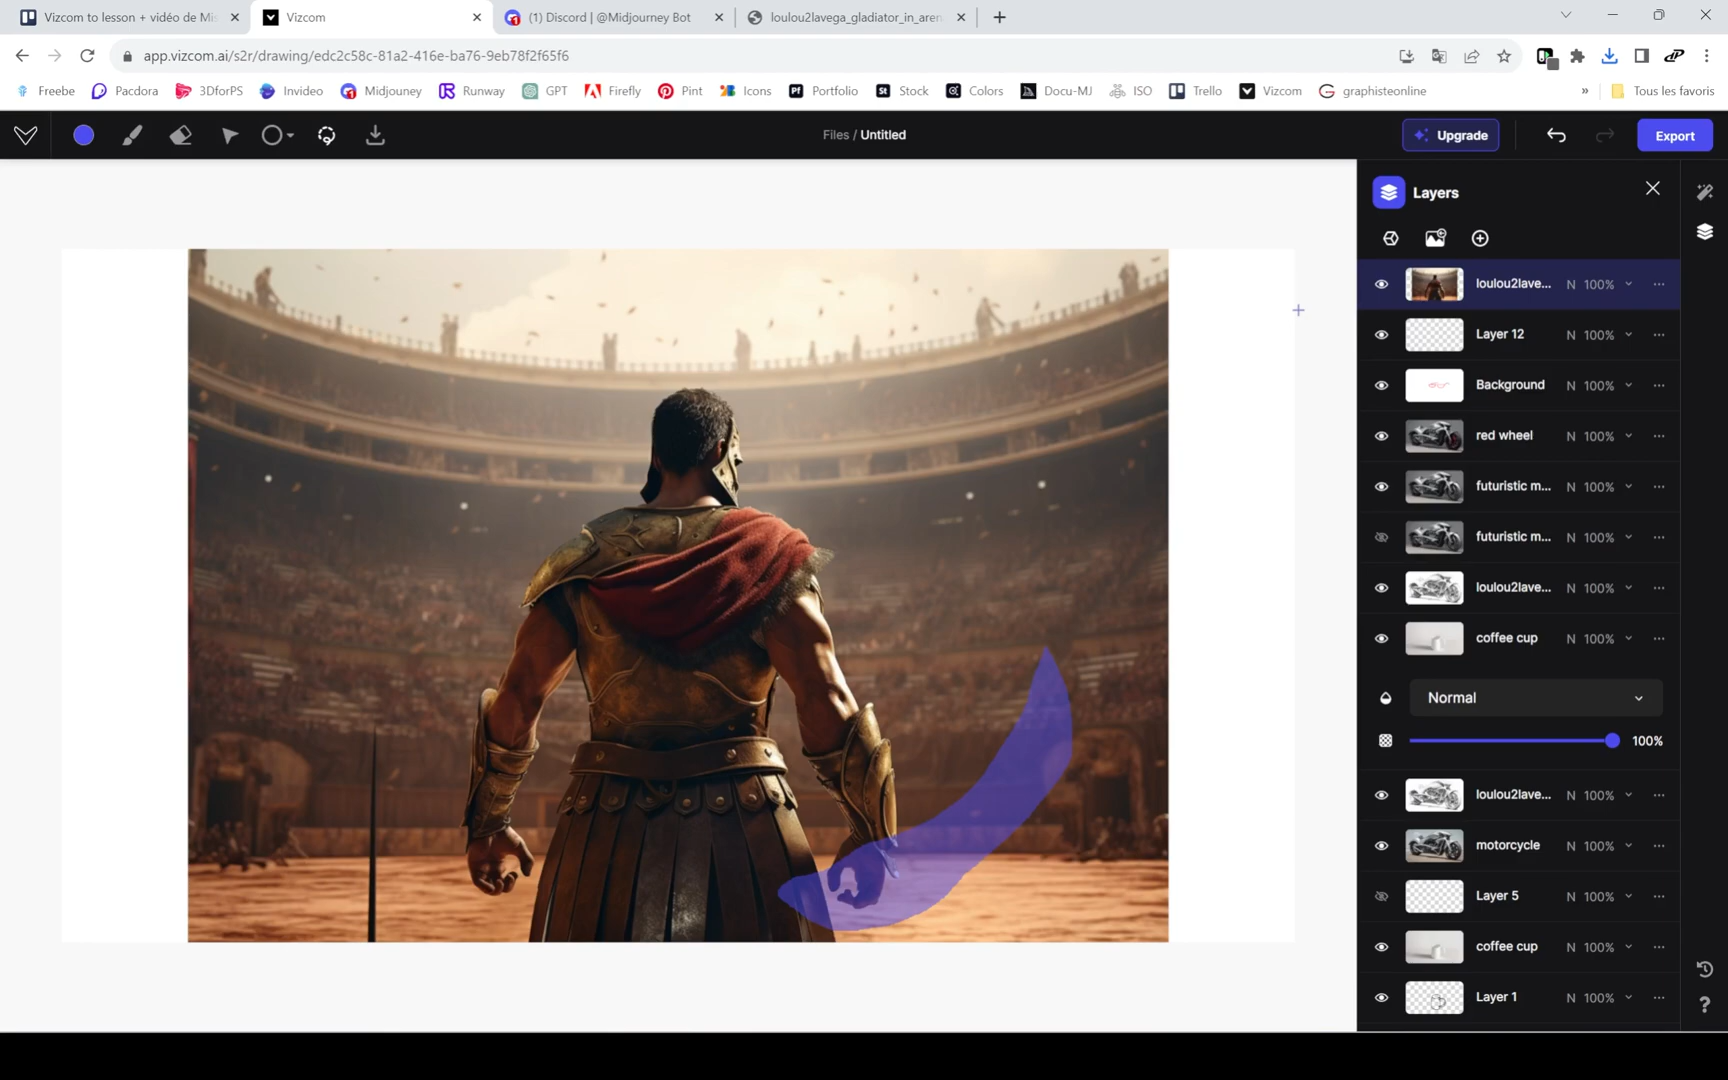 Vizcom to lesson + vidéo de Mis
Vizcom
(1) Discord | @Midjourney Bot
loulou2lavega_gladiator_in_aren
app.vizcom.ai/s2r/drawing/edc2c58c-81a2-416e-ba76-9eb78f2f65f6
Freebe
Pacdora
3DforPS
Invideo
Midjouney
Runway
GPT
Firefly
Pint
Icons
Pf Portfolio
St Stock
Colors
Docu-MJ
ISO
Trello
Vizcom
graphisteonline
»
Tous les favoris
Files / Untitled
Upgrade
Export
Layers
loulou2lave... N 100%
Layer 12 N 100%
Background N 100%
red wheel N 100%
futuristic m... N 100%
futuristic m... N 100%
loulou2lave... N 100%
coffee cup N 100%
Normal
100%
loulou2lave... N 100%
motorcycle N 100%
Layer 5 N 100%
coffee cup N 100%
Layer 1 N 100%